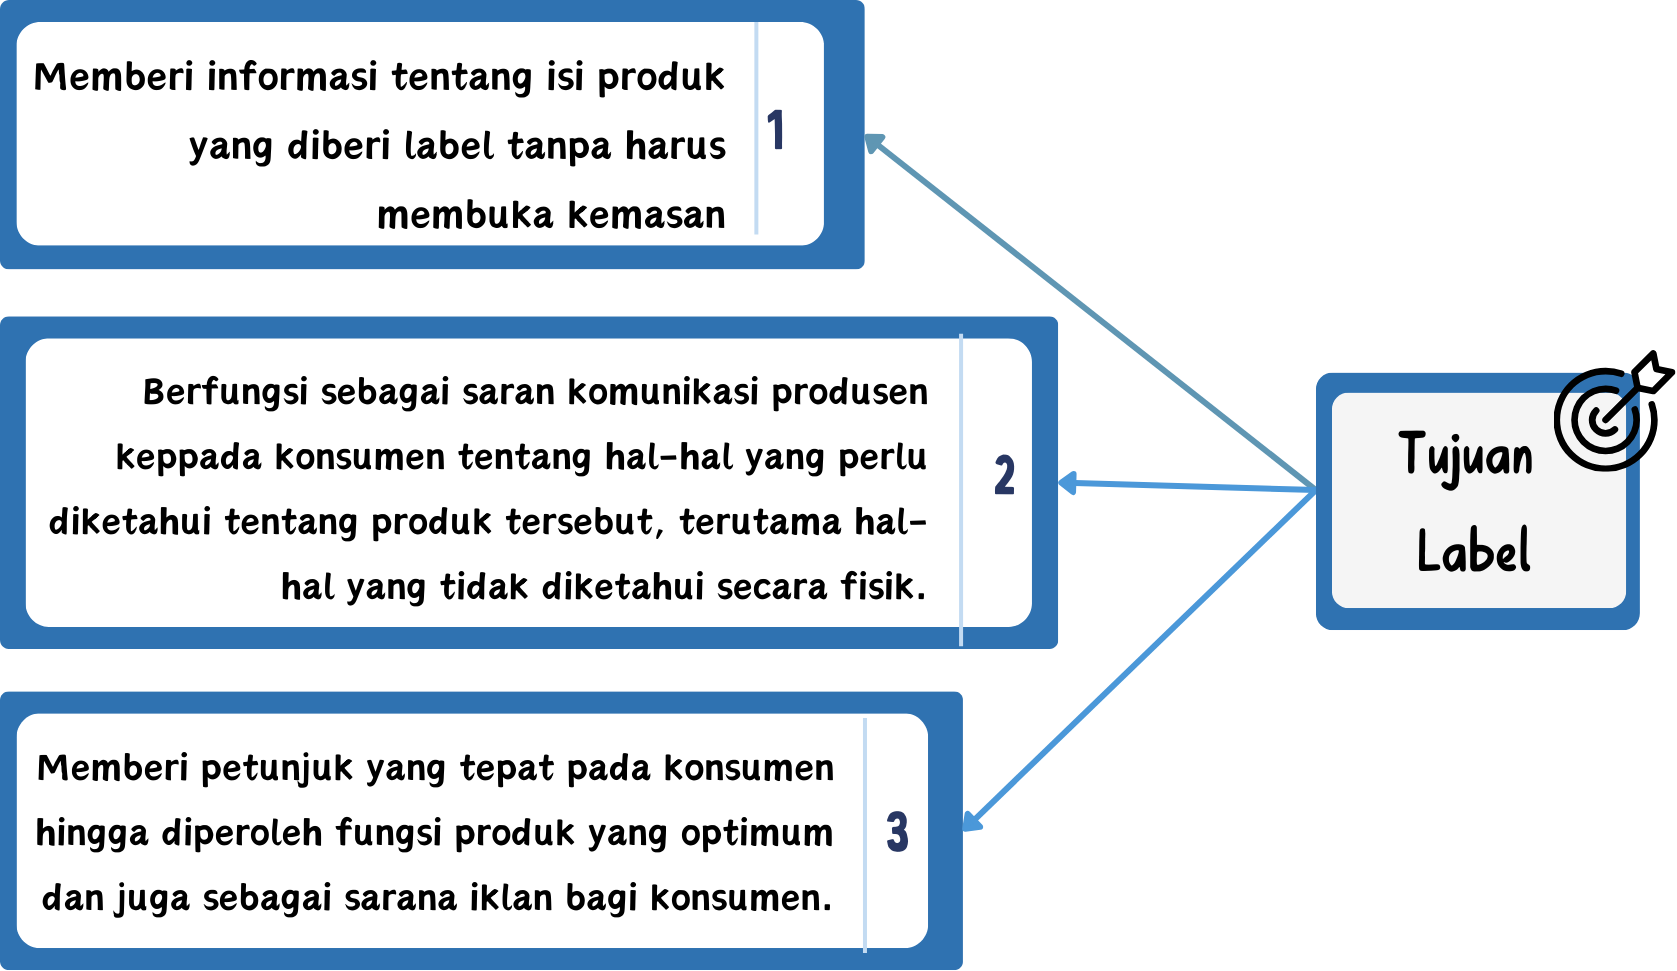 Memberi informasi tentang isi produk
yang diberi label tanpa harus
membuka kemasan
1
Berfungsi sebagai saran komunikasi produsen
keppada konsumen tentang hal-hal yang perlu
diketahui tentang produk tersebut, terutama hal-
hal yang tidak diketahui secara fisik.
2
Memberi petunjuk yang tepat pada konsumen
hingga diperoleh fungsi produk yang optimum
dan juga sebagai sarana iklan bagi konsumen.
3
Tujuan
Label